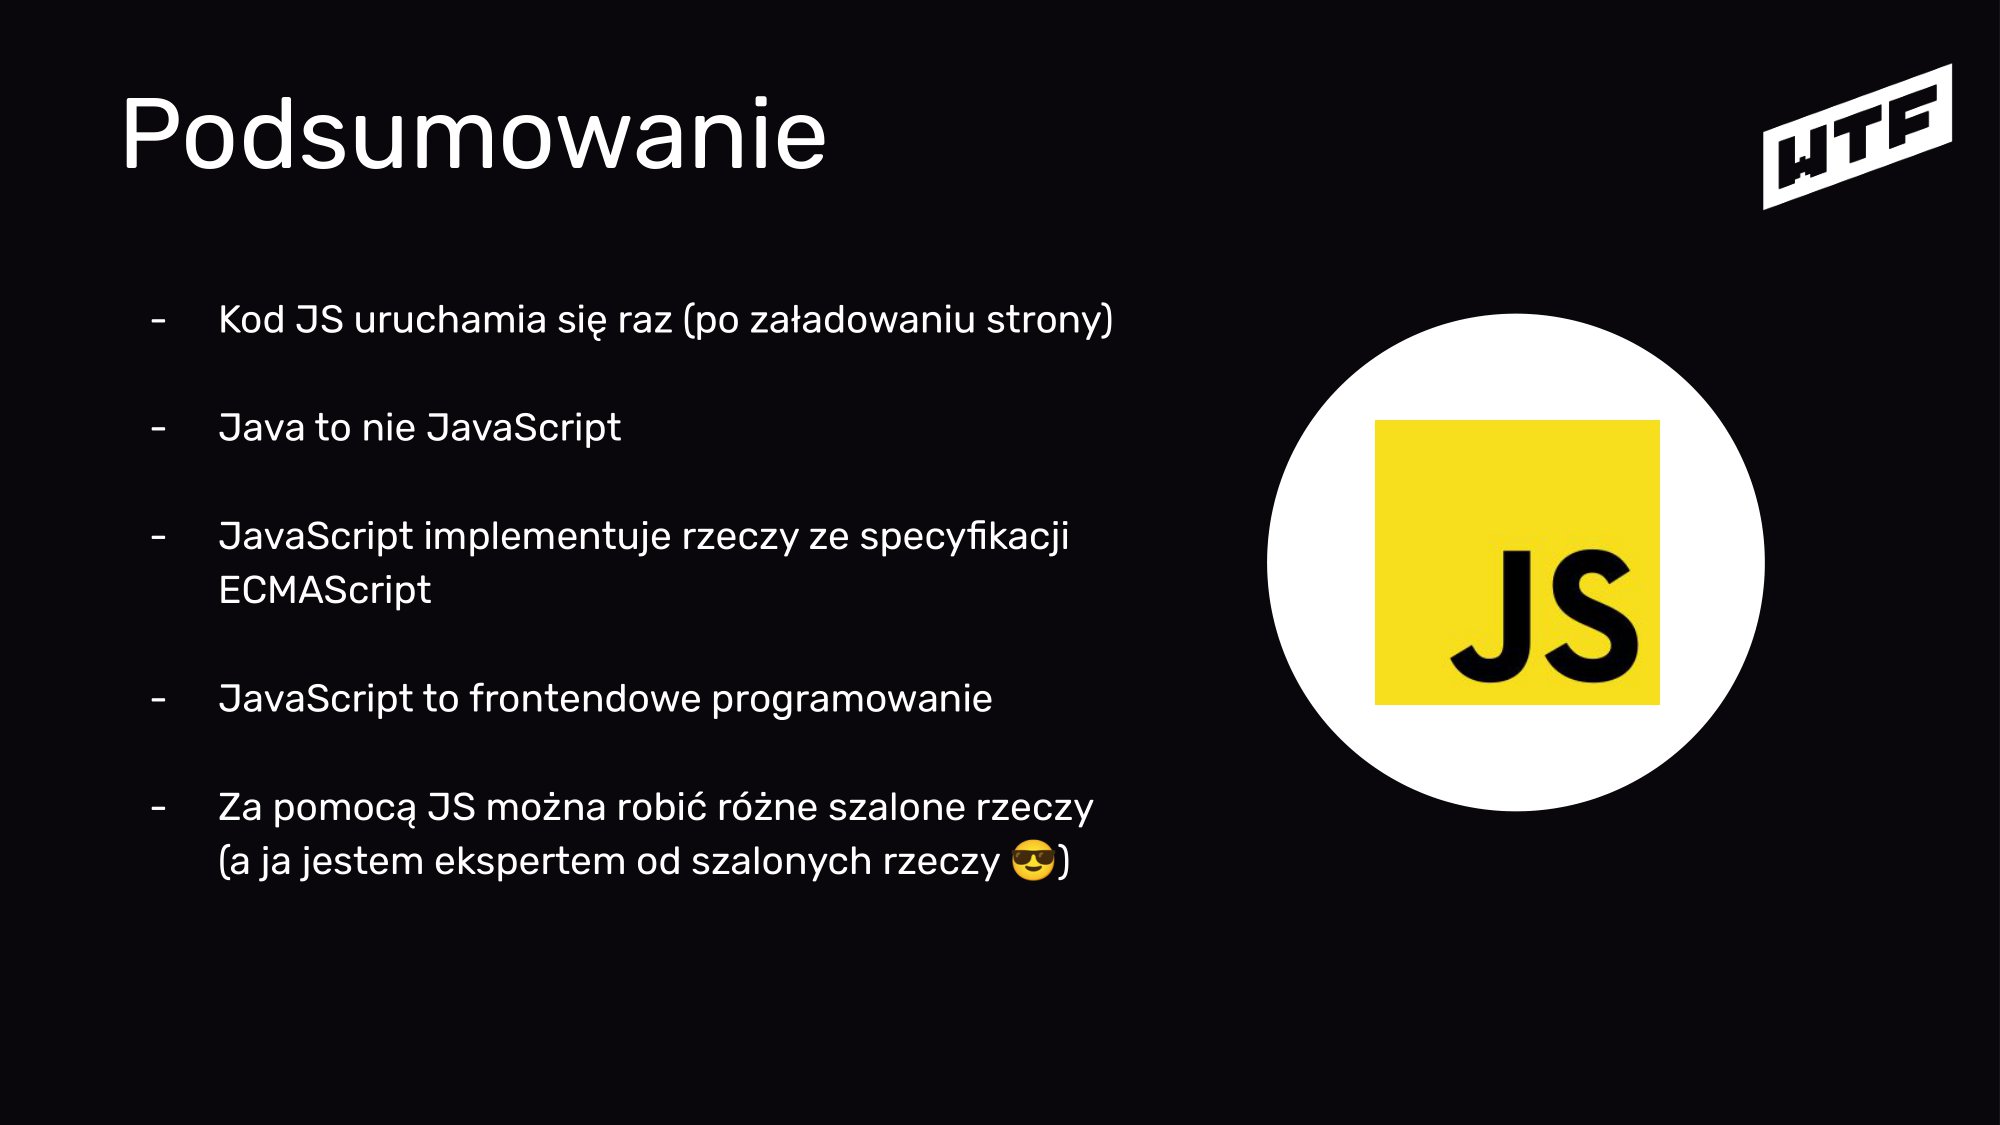 Podsumowanie
WTF
- Kod JS uruchamia się raz (po załadowaniu strony)
- Java to nie JavaScript
- JavaScript implementuje rzeczy ze specyfikacji
ECMAScript
- JavaScript to frontendowe programowanie
- Za pomocą JS można robić różne szalone rzeczy
(a ja jestem ekspertem od szalonych rzeczy 😎)
JS